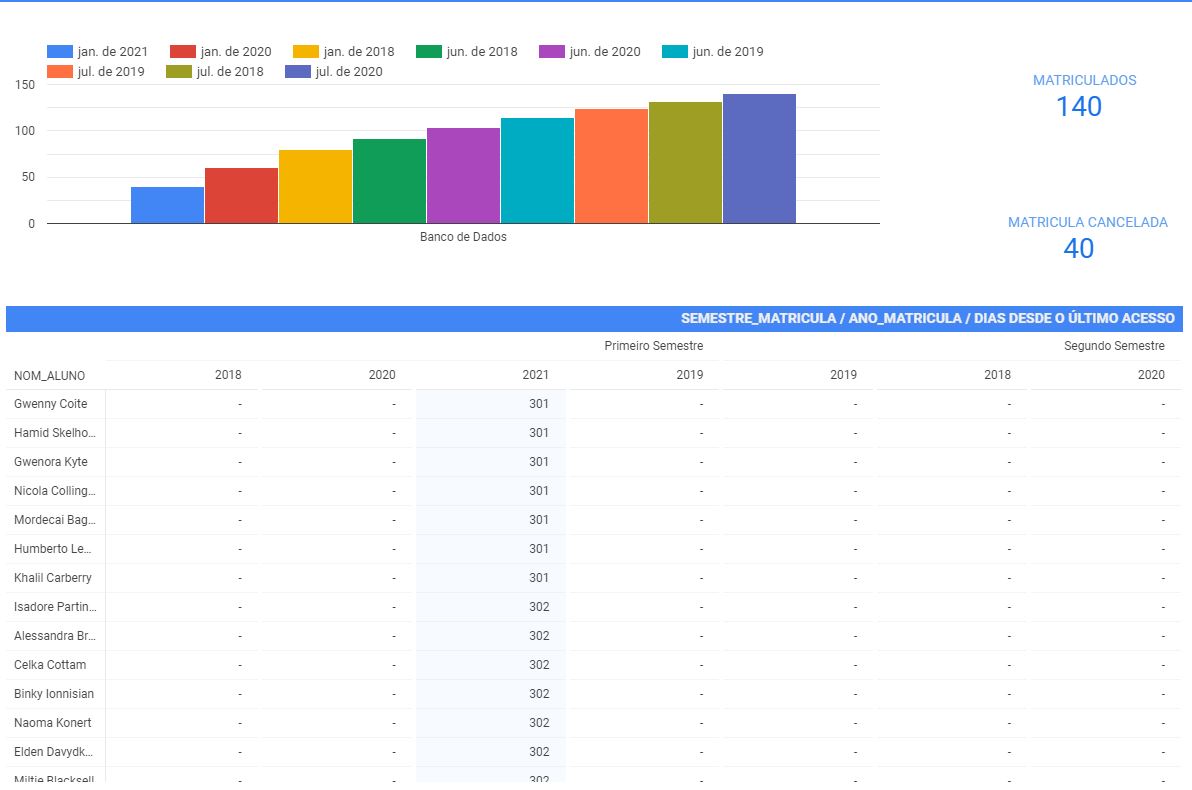 jan. de 2021 jan. de 2020 jan. de 2018 jun. de 2018 jun. de 2020 jun. de 2019
jul. de 2019 jul. de 2018 jul. de 2020
150
100
50
0
Banco de Dados
MATRICULADOS
140
MATRICULA CANCELADA
40
SEMESTRE_MATRICULA / ANO_MATRICULA / DIAS DESDE O ÚLTIMO ACESSO
Primeiro Semestre Segundo Semestre
NOM_ALUNO 2018 2020 2021 2019 2019 2018 2020
Gwenny Coite - - 301 - - - -
Hamid Skelho... - - 301 - - - -
Gwenora Kyte - - 301 - - - -
Nicola Colling... - - 301 - - - -
Mordecai Bag... - - 301 - - - -
Humberto Le... - - 301 - - - -
Khalil Carberry - - 301 - - - -
Isadore Partin... - - 302 - - - -
Alessandra Br... - - 302 - - - -
Celka Cottam - - 302 - - - -
Binky Ionnisian - - 302 - - - -
Naoma Konert - - 302 - - - -
Elden Davydk... - - 302 - - - -
Miltie Blacksell - - 302 - - - -